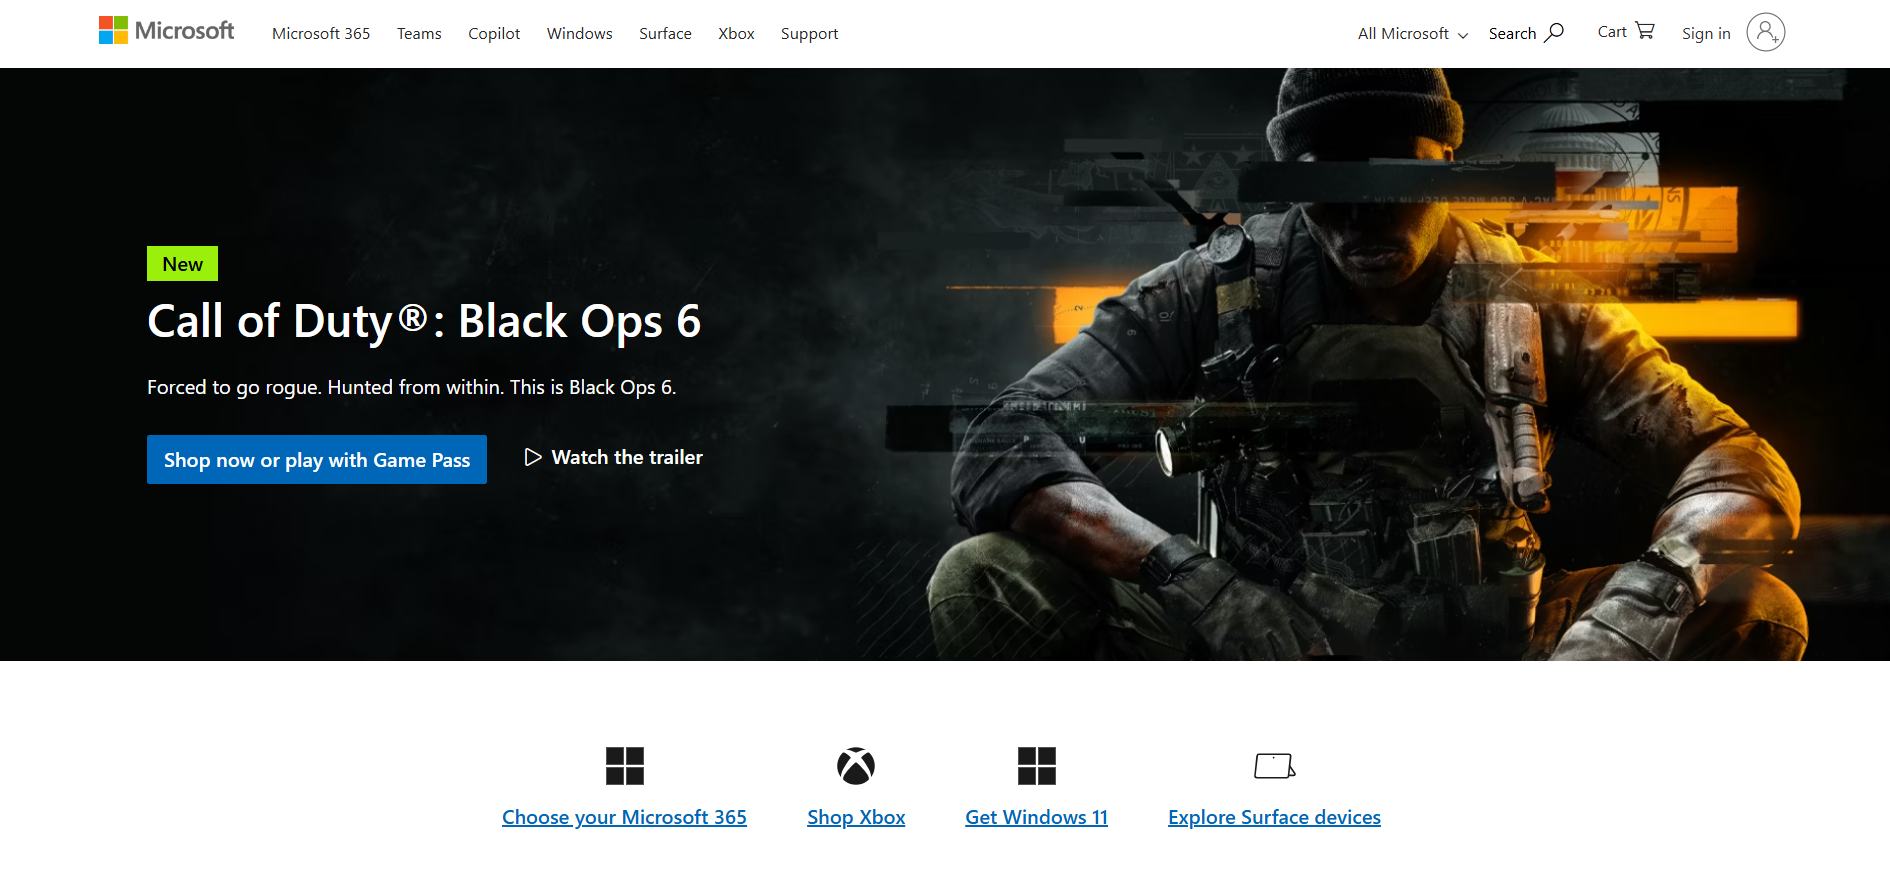 Microsoft
Microsoft 365
Teams
Copilot
Windows
Surface
Xbox
Support
All Microsoft
Search
Cart
Sign in
New
Call of Duty®: Black Ops 6
Forced to go rogue. Hunted from within. This is Black Ops 6.
Shop now or play with Game Pass
Watch the trailer
Choose your Microsoft 365
Shop Xbox
Get Windows 11
Explore Surface devices